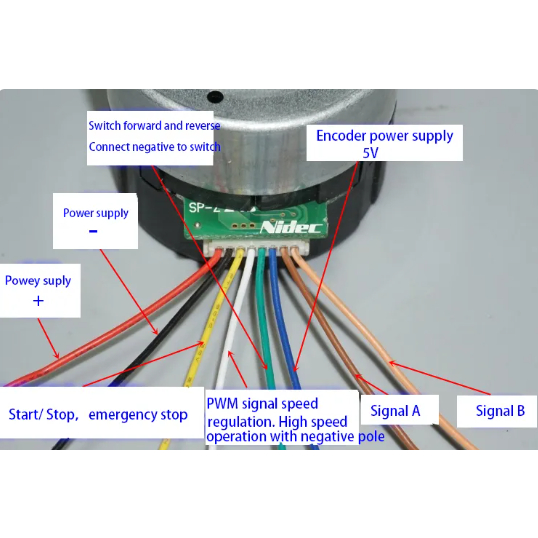 Switch forward and reverse
Connect negative to switch
Encoder power supply
5V
Power supply
-
Nidec
Powey suply
+
Start/ Stop, emergency stop
PWM signal speed
regulation. High speed
operation with negative pole
Signal A
Signal B